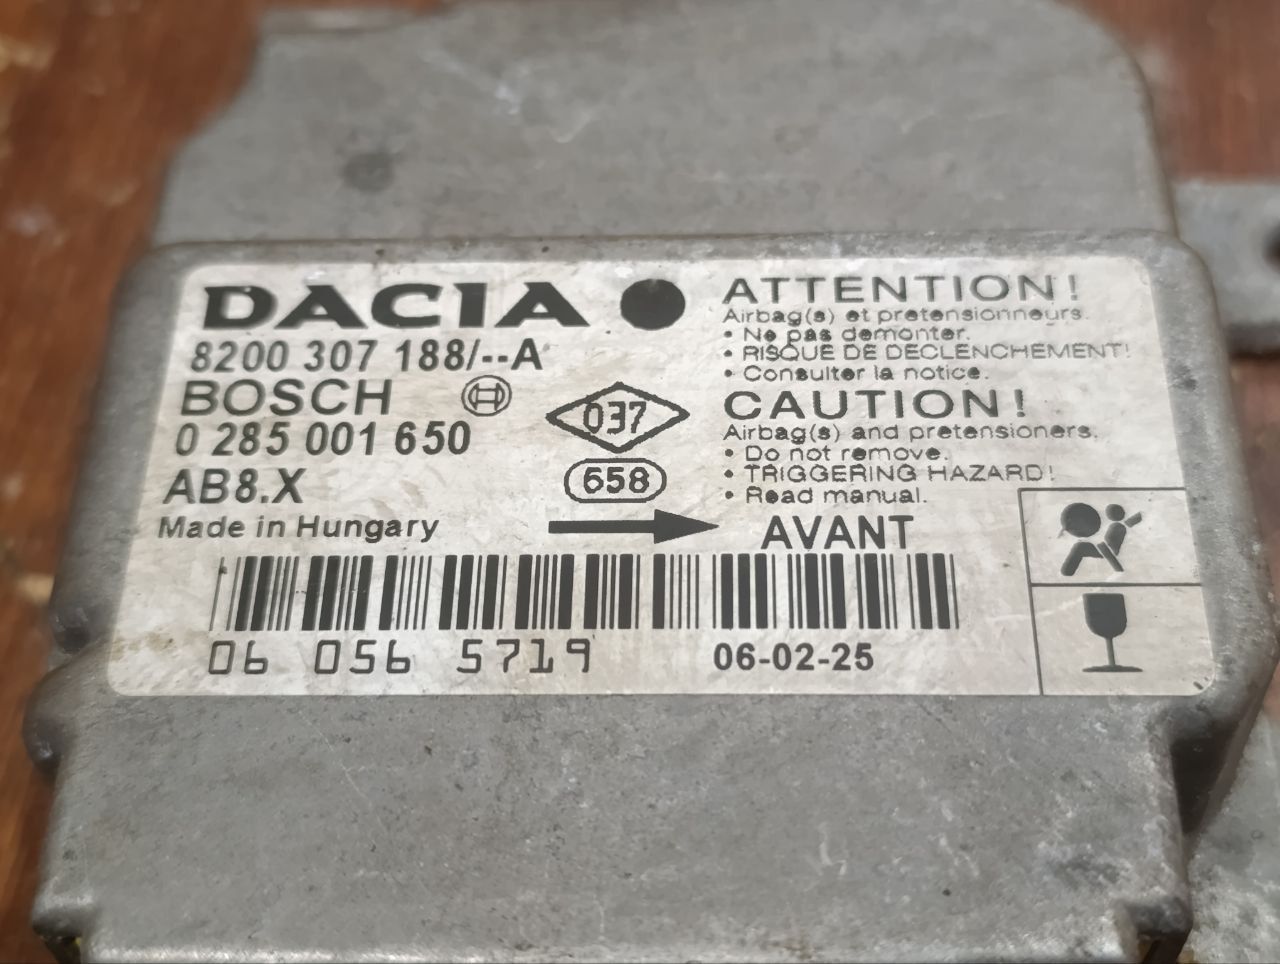 DACIA
8200 307 188/--A
BOSCH
0 285 001 650
AB8.X
Made in Hungary
037
658
ATTENTION!
Airbag(s) et pretensionneurs.
• Ne pas demonter.
• RISQUE DE DECLENCHEMENT!
• Consulter la notice.
CAUTION!
Airbag(s) and pretensioners.
• Do not remove.
• TRIGGERING HAZARD!
• Read manual.
AVANT
06 056 5719
06-02-25